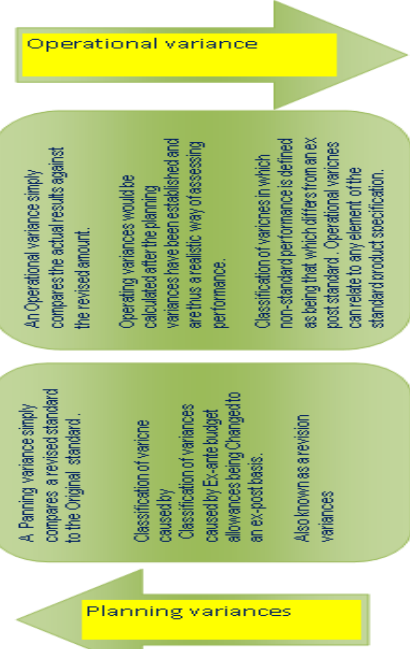 Operational variance
An Operational variance simply
compares the actual results against
the revised amount.
Operating variances would be
calculated after the planning
variances have been established and
are thus a realistic way of assessing
performance.
Classification of varicnes in which
non-standard performance is defined
as being that which differs from an ex
post standard . Operational varicnes
can relate to any element of the
standard product specification.
A Panning variance simply
compares a revised standard
to the Original standard .
Classification of varicne
caused by
Classification of variances
caused by Ex-ante budget
allowances being Changed to
an ex-post basis.
Also known as a revision
variances
Planning variances